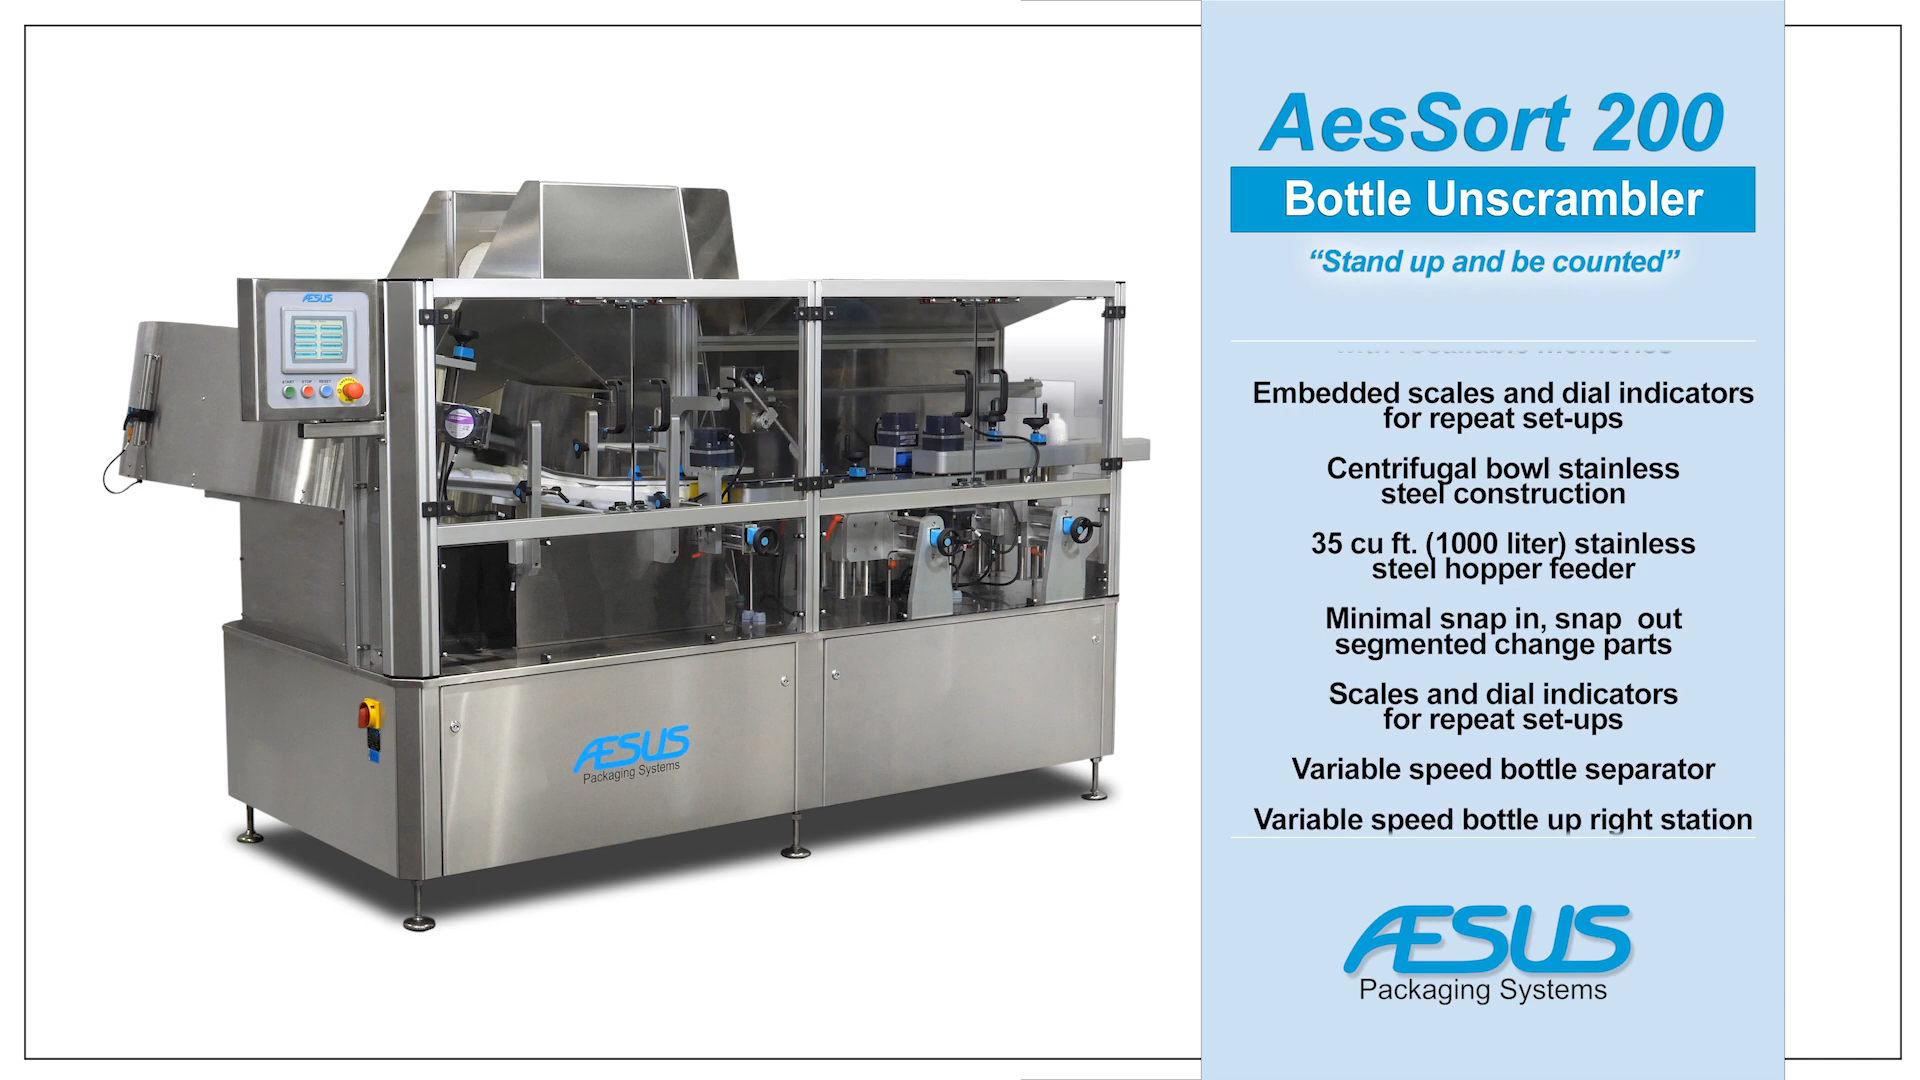 AesSort 200
Bottle Unscrambler
“Stand up and be counted”
Embedded scales and dial indicators
for repeat set-ups
Centrifugal bowl stainless
steel construction
35 cu ft. (1000 liter) stainless
steel hopper feeder
Minimal snap in, snap out
segmented change parts
Scales and dial indicators
for repeat set-ups
Variable speed bottle separator
Variable speed bottle up right station
ÆSUS
Packaging Systems
ÆSUS
START STOP RESET
ÆSUS
Packaging Systems